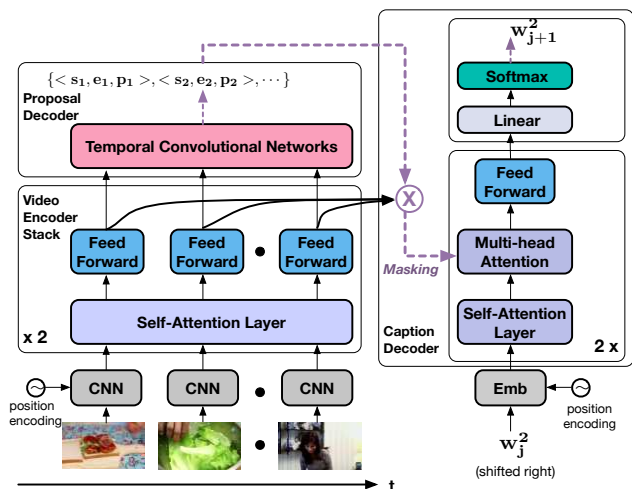 {< s₁, e₁, p₁ >, < s₂, e₂, p₂ >, ⋯}
Proposal
Decoder
Temporal Convolutional Networks
Video
Encoder
Stack
Feed
Forward
Feed
Forward
Feed
Forward
Self-Attention Layer
x 2
CNN
CNN
CNN
position
encoding
t
X
Masking
w²ⱼ₊₁
Softmax
Linear
Feed
Forward
Multi-head
Attention
Self-Attention
Layer
Caption
Decoder
2 x
Emb
position
encoding
w²ⱼ
(shifted right)